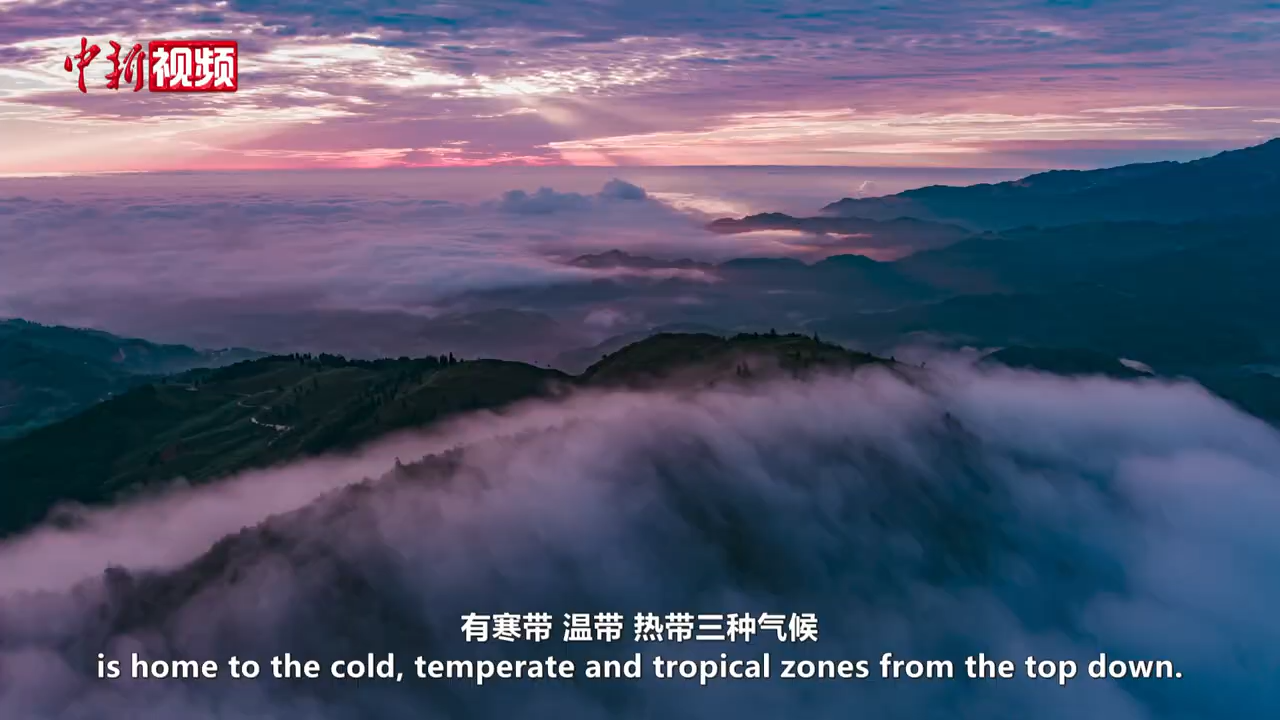 中新视频
有寒带 温带 热带三种气候
is home to the cold, temperate and tropical zones from the top down.